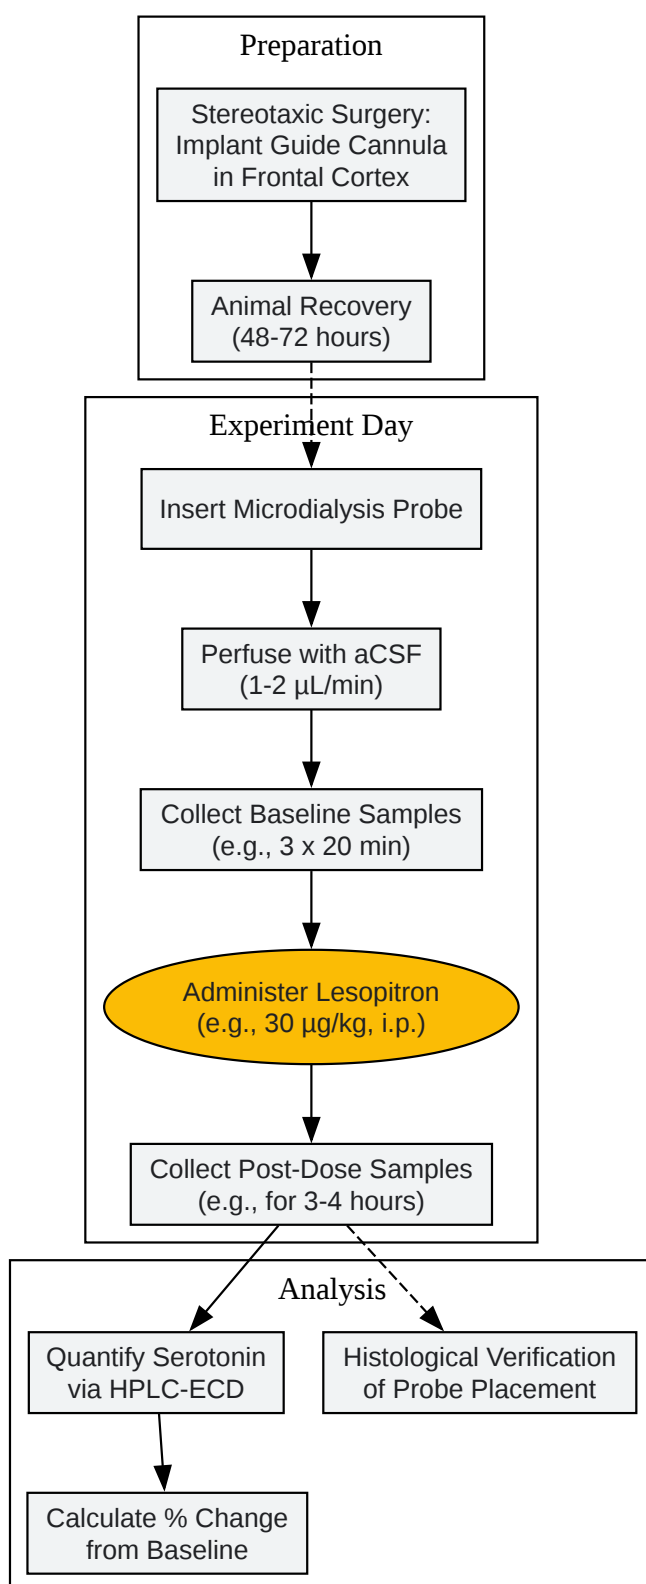 Preparation
Stereotaxic Surgery:
Implant Guide Cannula
in Frontal Cortex
Animal Recovery
(48-72 hours)
Experiment Day
Insert Microdialysis Probe
Perfuse with aCSF
(1-2 µL/min)
Collect Baseline Samples
(e.g., 3 x 20 min)
Administer Lesopitron
(e.g., 30 µg/kg, i.p.)
Collect Post-Dose Samples
(e.g., for 3-4 hours)
Analysis
Quantify Serotonin
via HPLC-ECD
Histological Verification
of Probe Placement
Calculate % Change
from Baseline